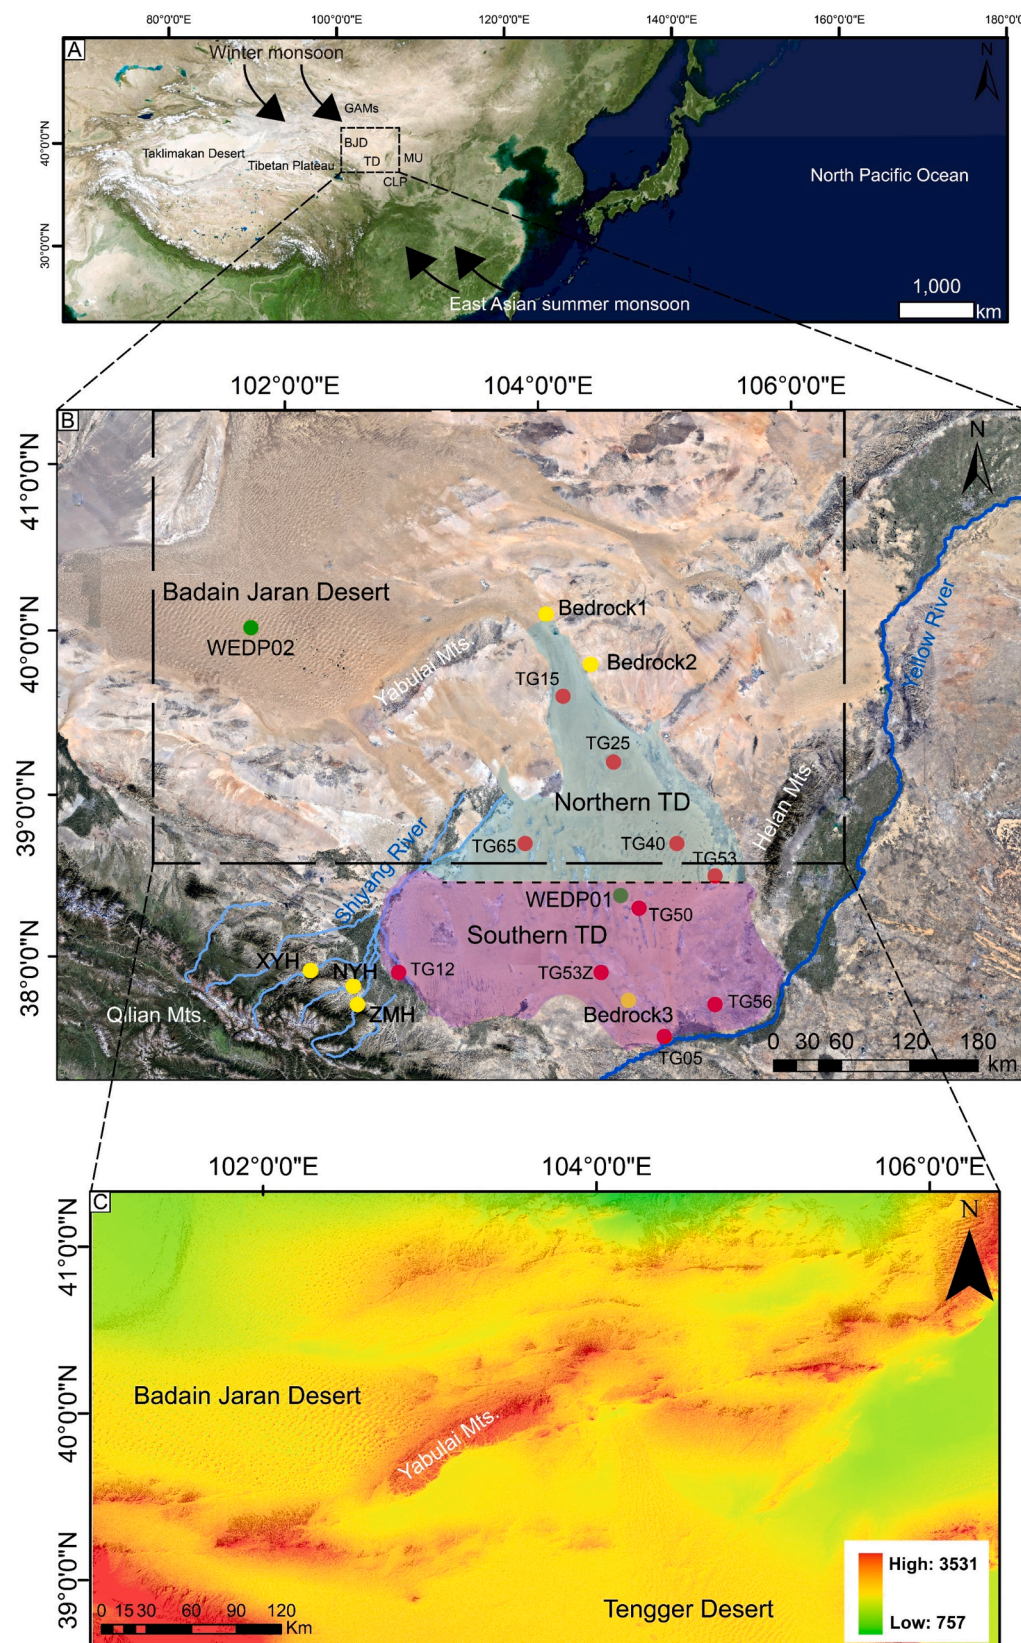 80°0'0"E 100°0'0"E 120°0'0"E 140°0'0"E 160°0'0"E 180°0'0"
A
Winter monsoon
N
GAMs
40°0'0"N
BJD
Taklimakan Desert
TD
MU
Tibetan Plateau
CLP
North Pacific Ocean
30°0'0"N
East Asian summer monsoon
1,000
km
102°0'0"E 104°0'0"E 106°0'0"E
B
N
41°0'0"N
Badain Jaran Desert
WEDP02
Bedrock1
40°0'0"N
Yabulai Mts.
Bedrock2
TG15
Yellow River
TG25
39°0'0"N
Northern TD
Helan Mts.
TG65
TG40
TG53
Shiyang River
WEDP01
TG50
Southern TD
38°0'0"N
XYH
NYH
TG12
TG53Z
ZMH
Qilian Mts.
Bedrock3
TG56
TG05
0 30 60 120 180
km
102°0'0"E 104°0'0"E 106°0'0"E
C
N
41°0'0"N
Badain Jaran Desert
40°0'0"N
Yabulai Mts.
39°0'0"N
High: 3531
Low: 757
Tengger Desert
0 15 30 60 90 120
Km